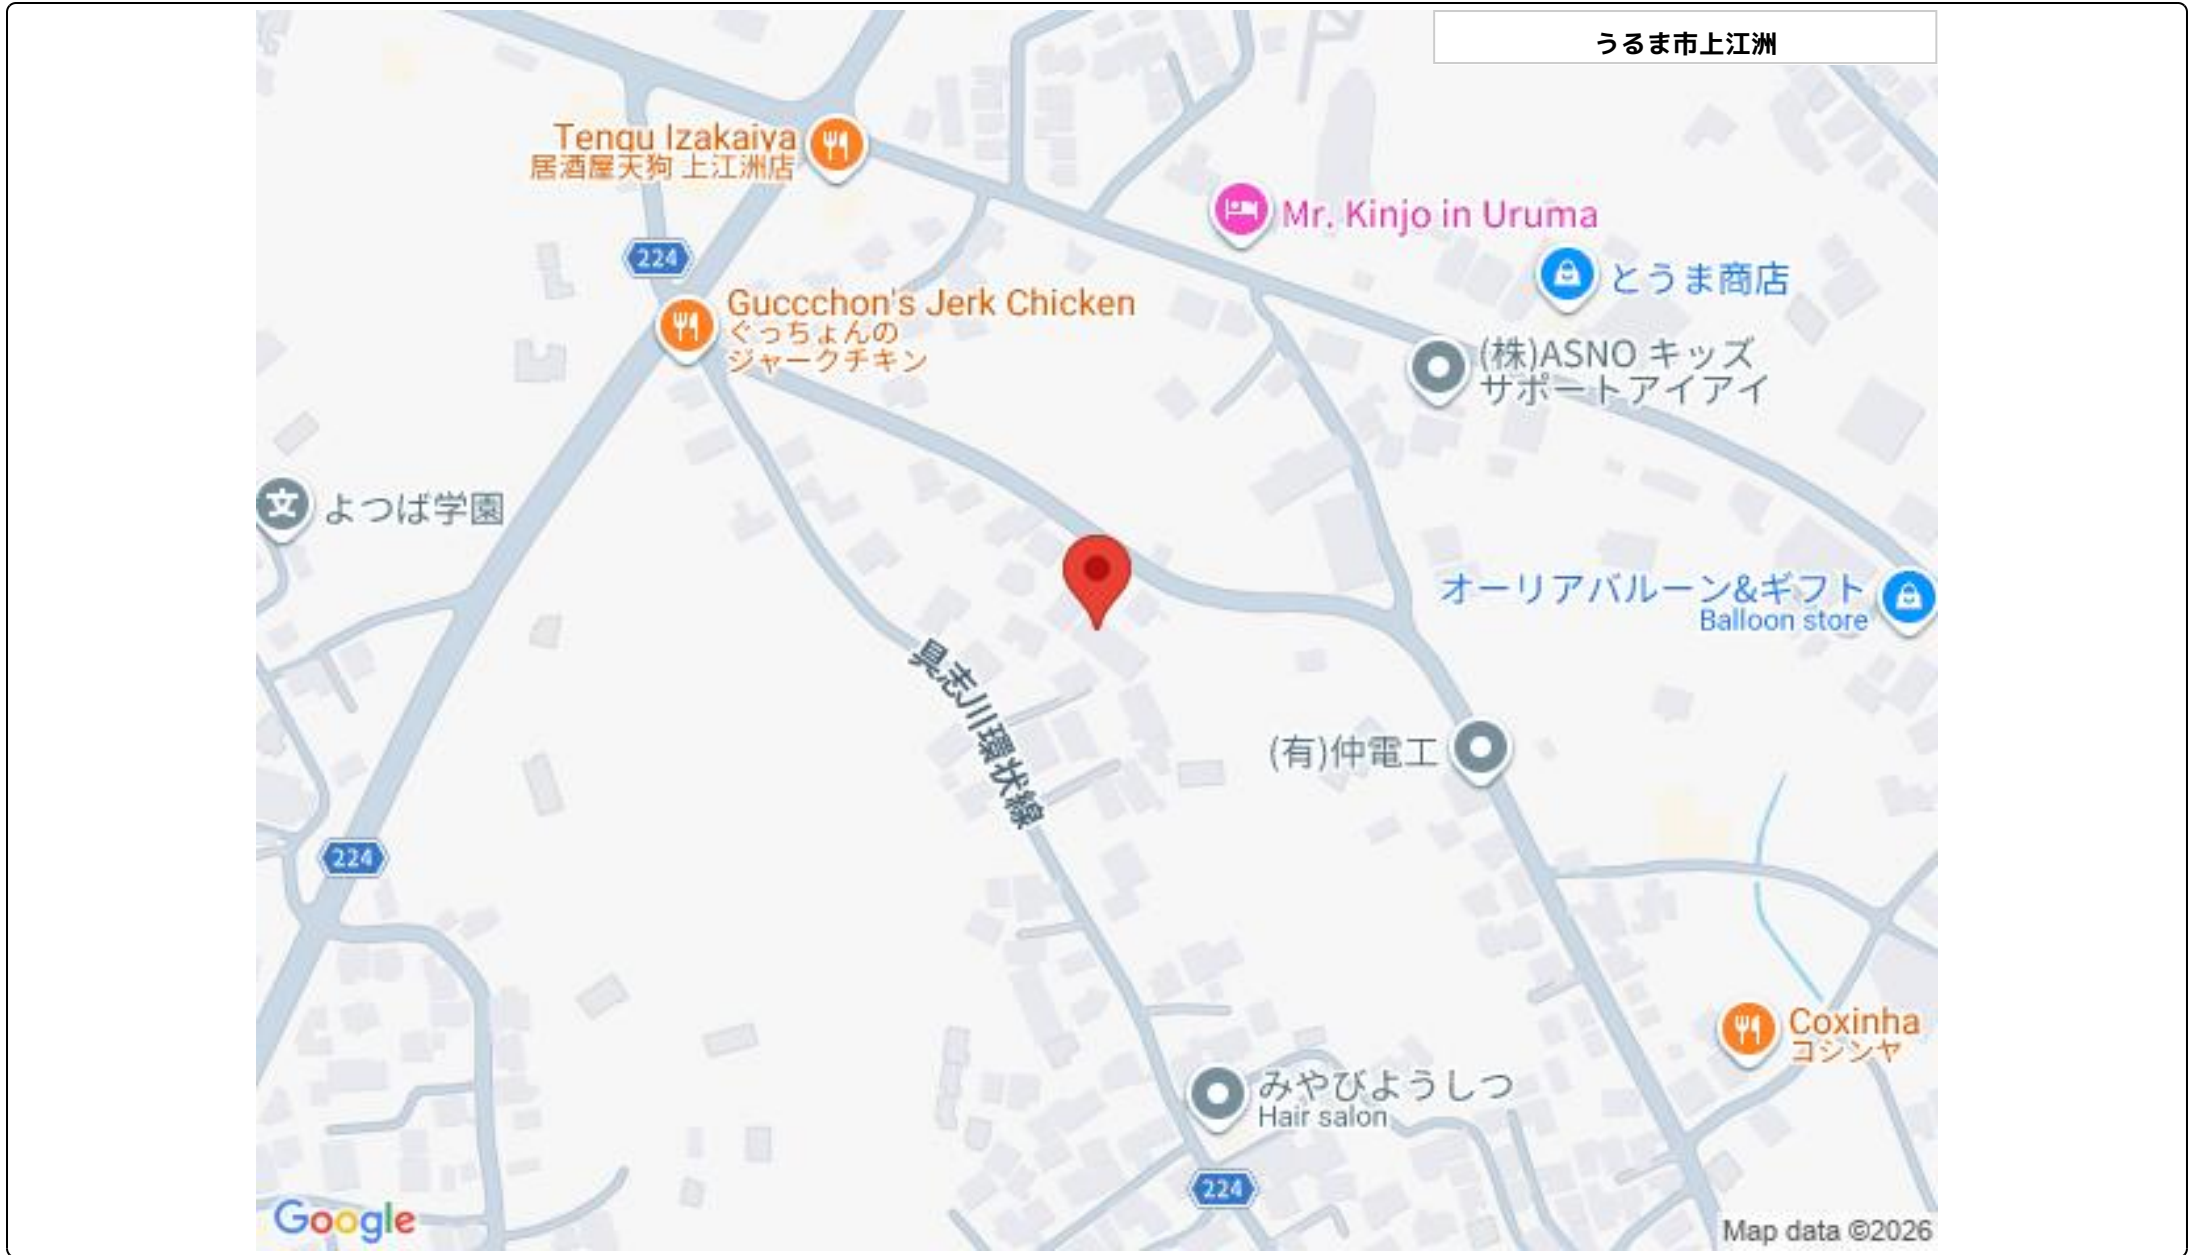 うるま市上江洲
Tengu Izakaiya
居酒屋天狗 上江洲店
Mr. Kinjo in Uruma
224
とうま商店
Guccchon's Jerk Chicken
ぐっちょんの
ジャークチキン
(株)ASNO キッズ
サポートアイアイ
よつば学園
オーリアバルーン&ギフト
Balloon store
具志川環状線
(有)仲電工
224
Coxinha
コシンヤ
みやびようしつ
Hair salon
224
Google
Map data ©2026